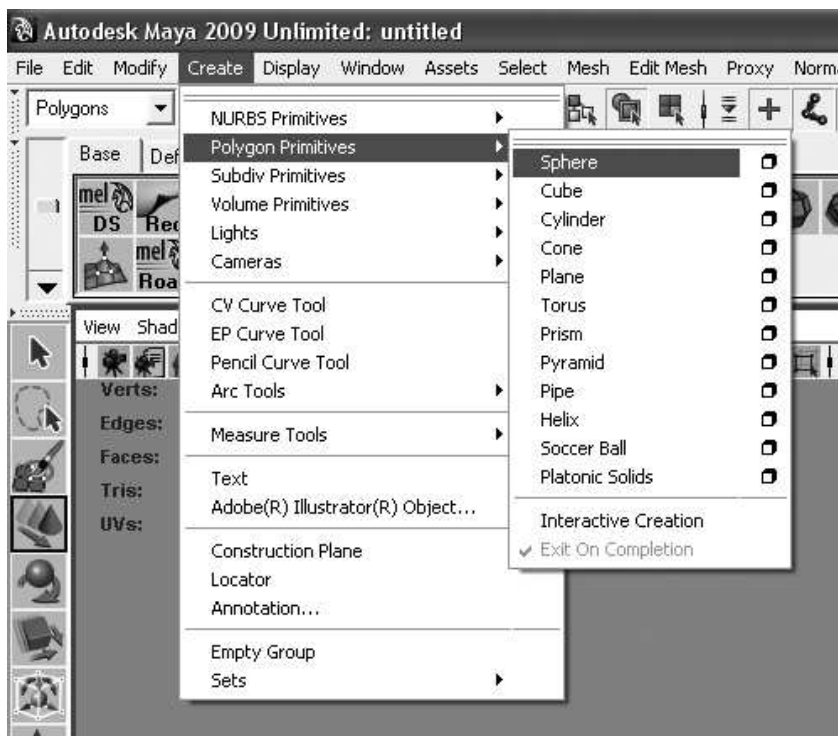 Autodesk Maya 2009 Unlimited: untitled
File Edit Modify Create Display Window Assets Select Mesh Edit Mesh Proxy Norma
Polygons
Base Def
mel
DS Rec
mel
Roa
View Shad
Verts:
Edges:
Faces:
Tris:
UVs:
NURBS Primitives
Polygon Primitives
Subdiv Primitives
Volume Primitives
Lights
Cameras
CV Curve Tool
EP Curve Tool
Pencil Curve Tool
Arc Tools
Measure Tools
Text
Adobe(R) Illustrator(R) Object...
Construction Plane
Locator
Annotation...
Empty Group
Sets
Sphere
Cube
Cylinder
Cone
Plane
Torus
Prism
Pyramid
Pipe
Helix
Soccer Ball
Platonic Solids
Interactive Creation
Exit On Completion